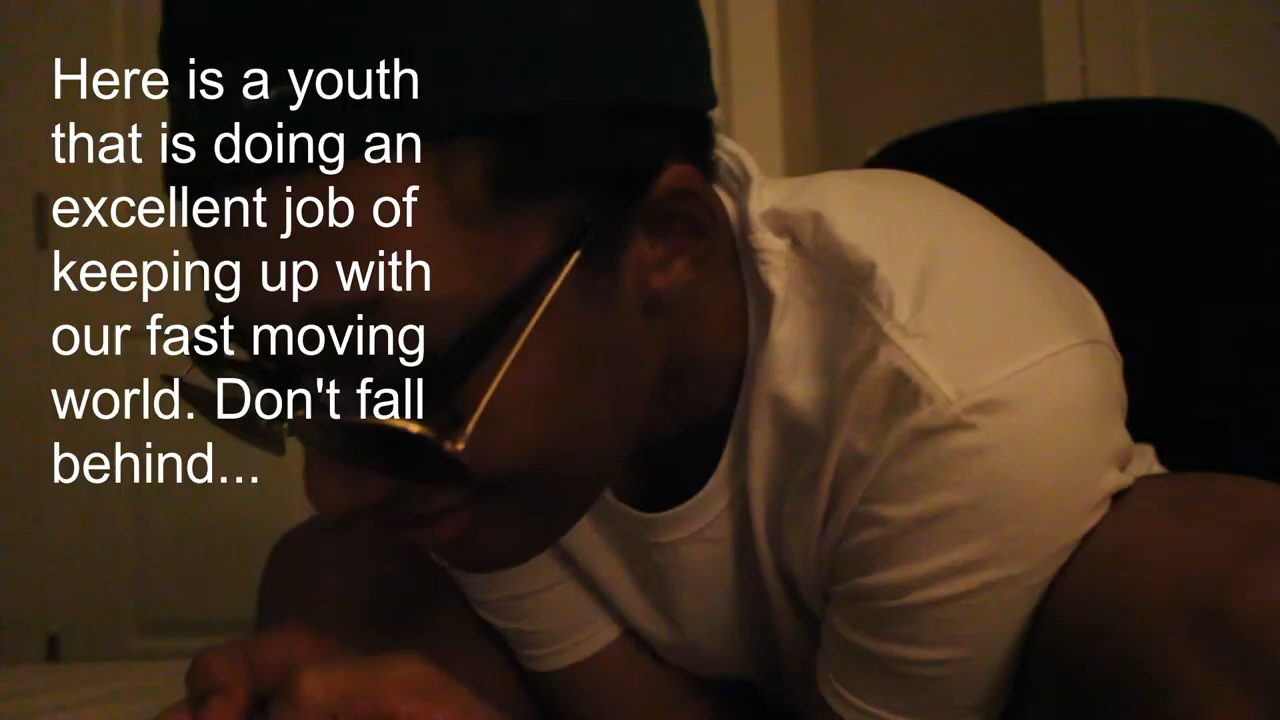 Here is a youth
that is doing an
excellent job of
keeping up with
our fast moving
world. Don't fall
behind...